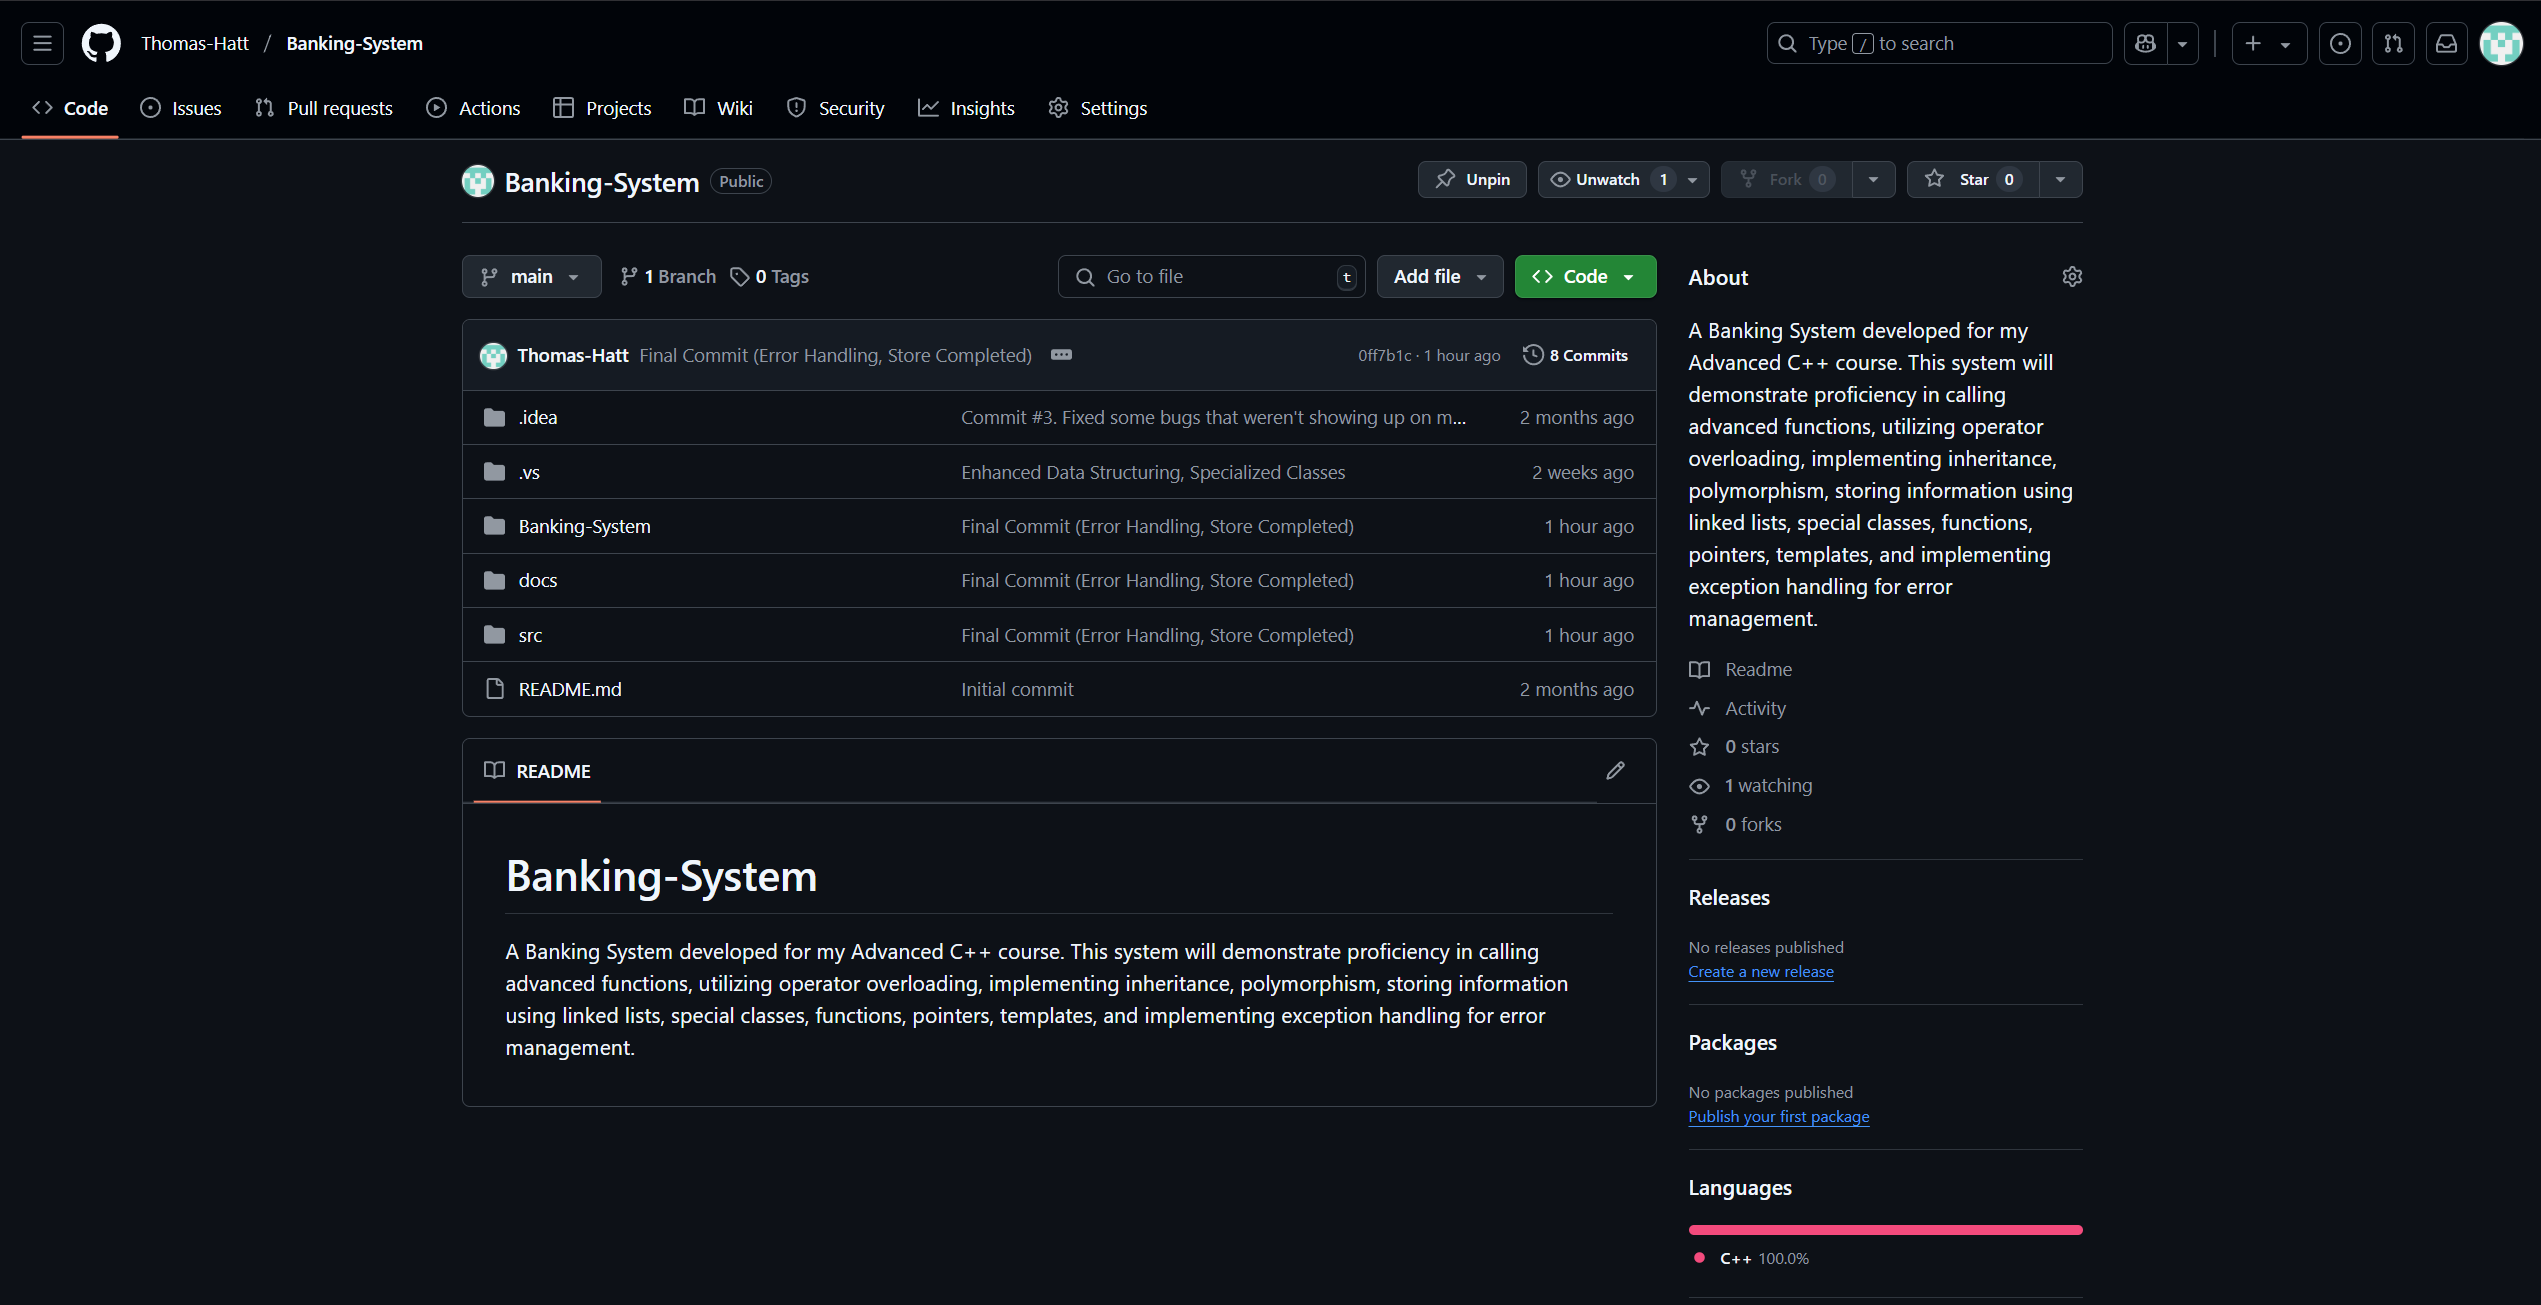 Thomas-Hatt / Banking-System
Type / to search
Code Issues Pull requests Actions Projects Wiki Security Insights Settings
Banking-System Public
Unpin Unwatch 1 Fork 0 Star 0
main 1 Branch 0 Tags
Go to file t Add file Code
Thomas-Hatt Final Commit (Error Handling, Store Completed) 0ff7b1c · 1 hour ago 8 Commits
.idea Commit #3. Fixed some bugs that weren't showing up on m... 2 months ago
.vs Enhanced Data Structuring, Specialized Classes 2 weeks ago
Banking-System Final Commit (Error Handling, Store Completed) 1 hour ago
docs Final Commit (Error Handling, Store Completed) 1 hour ago
src Final Commit (Error Handling, Store Completed) 1 hour ago
README.md Initial commit 2 months ago
README
Banking-System
A Banking System developed for my Advanced C++ course. This system will demonstrate proficiency in calling
advanced functions, utilizing operator overloading, implementing inheritance, polymorphism, storing information
using linked lists, special classes, functions, pointers, templates, and implementing exception handling for error
management.
About
A Banking System developed for my
Advanced C++ course. This system will
demonstrate proficiency in calling
advanced functions, utilizing operator
overloading, implementing inheritance,
polymorphism, storing information using
linked lists, special classes, functions,
pointers, templates, and implementing
exception handling for error
management.
Readme
Activity
0 stars
1 watching
0 forks
Releases
No releases published
Create a new release
Packages
No packages published
Publish your first package
Languages
C++ 100.0%